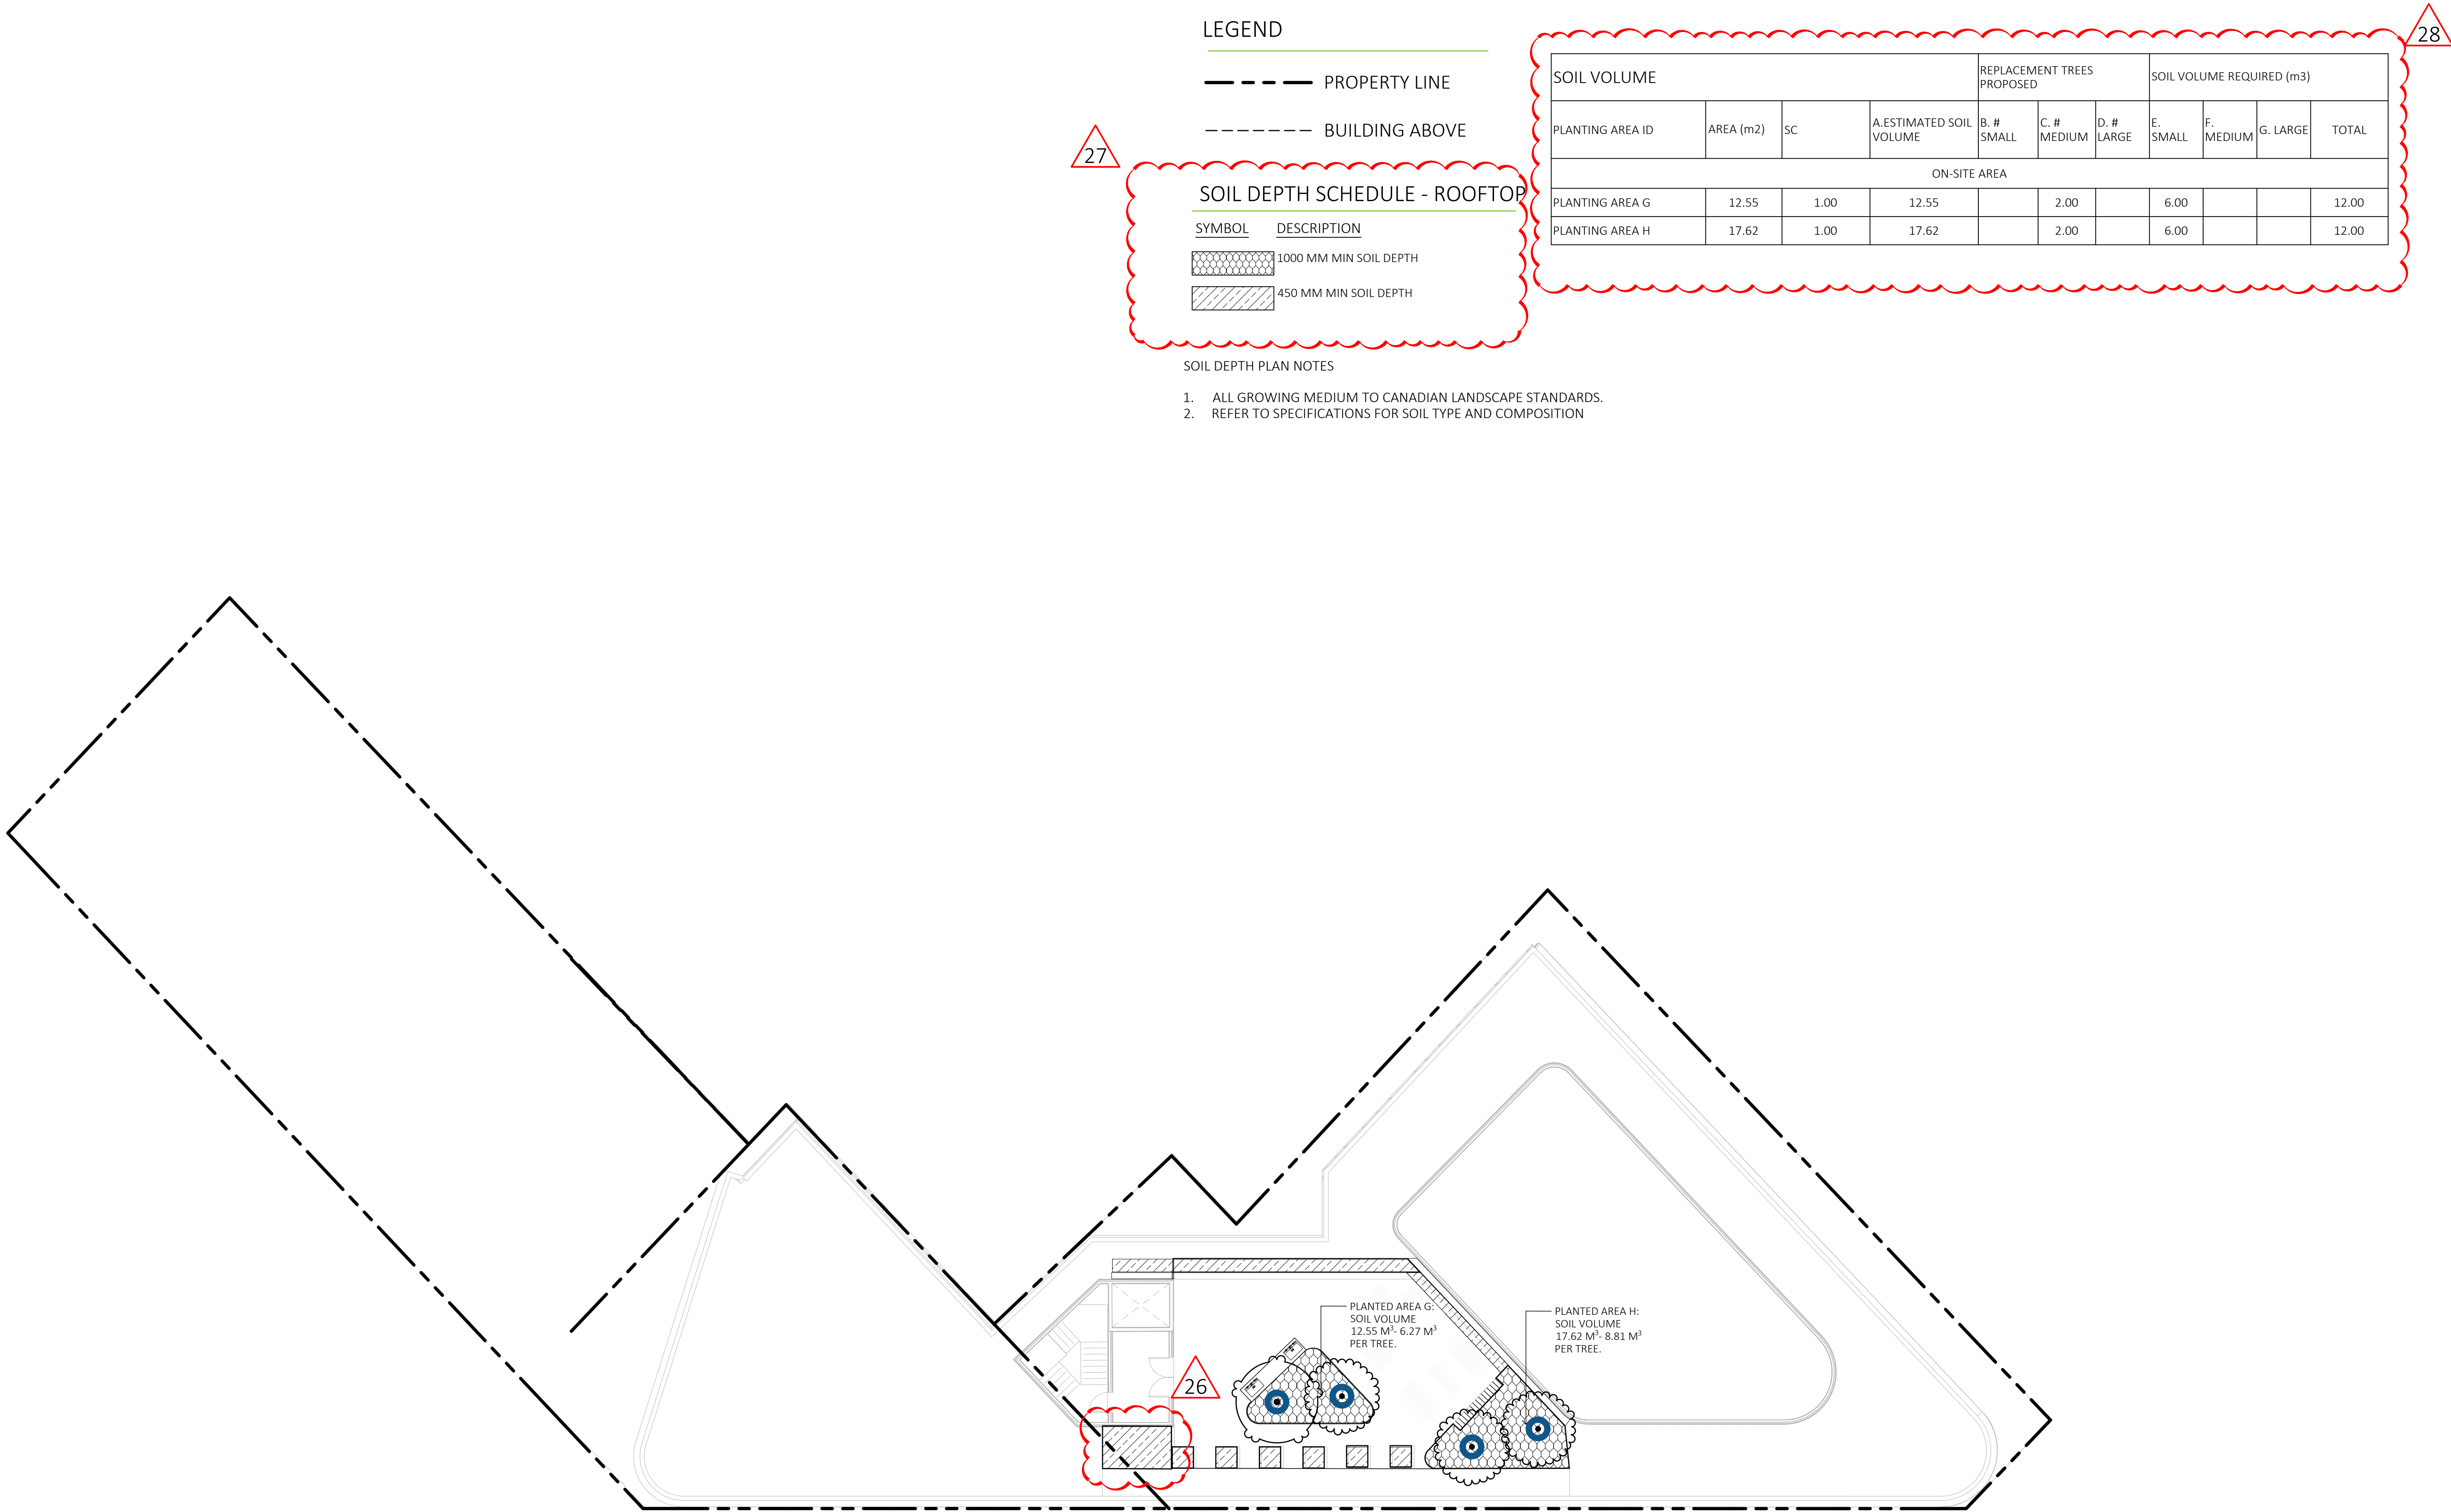 LEGEND
PROPERTY LINE
BUILDING ABOVE
27
SOIL DEPTH SCHEDULE - ROOFTOP
SYMBOL DESCRIPTION
1000 MM MIN SOIL DEPTH
450 MM MIN SOIL DEPTH
SOIL DEPTH PLAN NOTES
1. ALL GROWING MEDIUM TO CANADIAN LANDSCAPE STANDARDS.
2. REFER TO SPECIFICATIONS FOR SOIL TYPE AND COMPOSITION
28
SOIL VOLUME REPLACEMENT TREES PROPOSED SOIL VOLUME REQUIRED (m3)
PLANTING AREA ID AREA (m2) SC A.ESTIMATED SOIL VOLUME B. # SMALL C. # MEDIUM D. # LARGE E. SMALL F. MEDIUM G. LARGE TOTAL
ON-SITE AREA
PLANTING AREA G 12.55 1.00 12.55 2.00 6.00 12.00
PLANTING AREA H 17.62 1.00 17.62 2.00 6.00 12.00
PLANTED AREA G:
SOIL VOLUME
12.55 M³- 6.27 M³
PER TREE.
PLANTED AREA H:
SOIL VOLUME
17.62 M³- 8.81 M³
PER TREE.
26